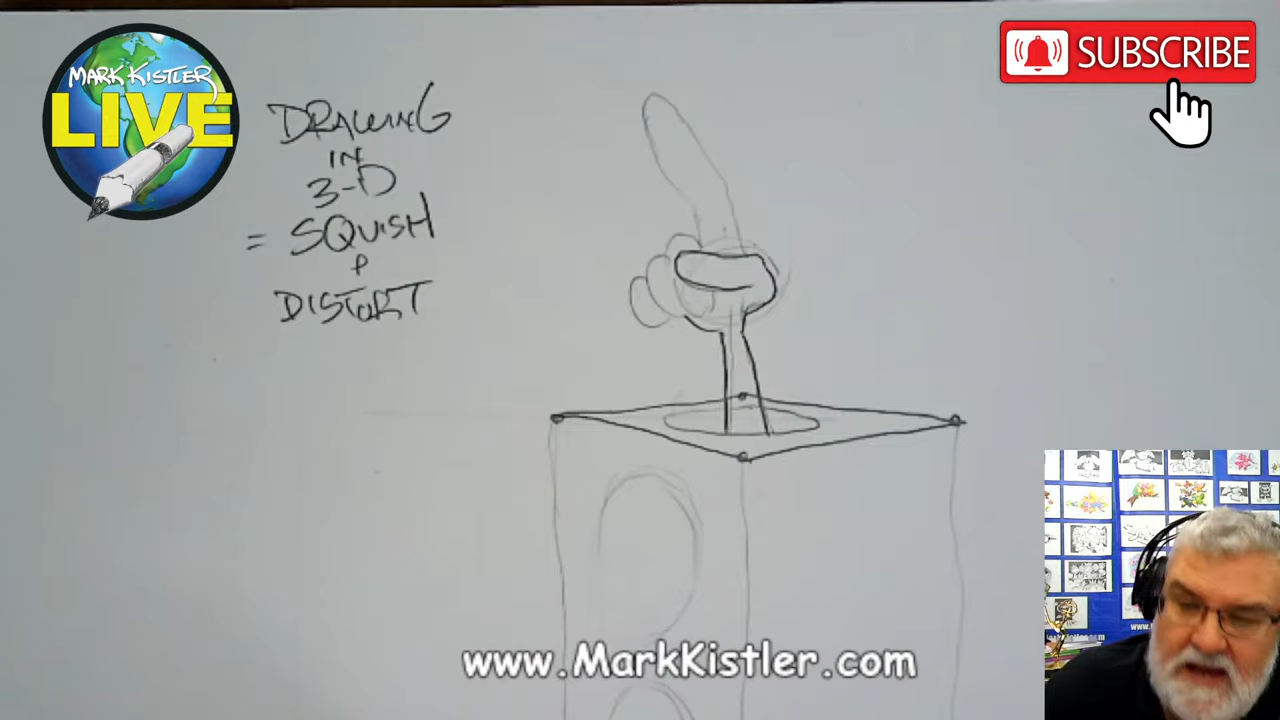 MARK KISTLER
LIVE
DRAWING
IN
3-D
= SQUISH
&
DISTORT
SUBSCRIBE
www.MarkKistler.com